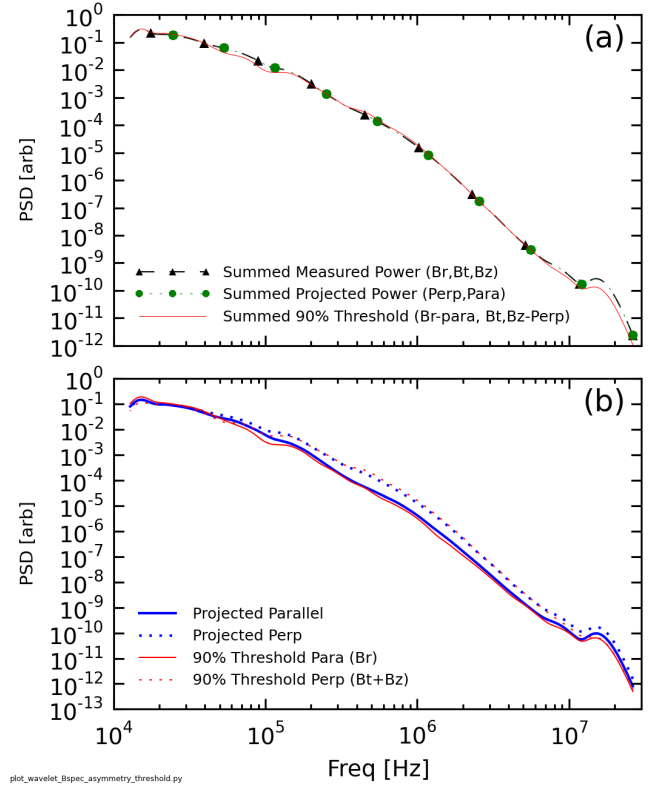 10^0
10^-1
10^-2
10^-3
10^-4
10^-5
10^-6
10^-7
10^-8
10^-9
10^-10
10^-11
10^-12
PSD [arb]
(a)
Summed Measured Power (Br,Bt,Bz)
Summed Projected Power (Perp,Para)
Summed 90% Threshold (Br-para, Bt,Bz-Perp)
10^0
10^-1
10^-2
10^-3
10^-4
10^-5
10^-6
10^-7
10^-8
10^-9
10^-10
10^-11
10^-12
10^-13
PSD [arb]
(b)
Projected Parallel
Projected Perp
90% Threshold Para (Br)
90% Threshold Perp (Bt+Bz)
10^4 10^5 10^6 10^7
Freq [Hz]
plot_wavelet_Bspec_asymmetry_threshold.py